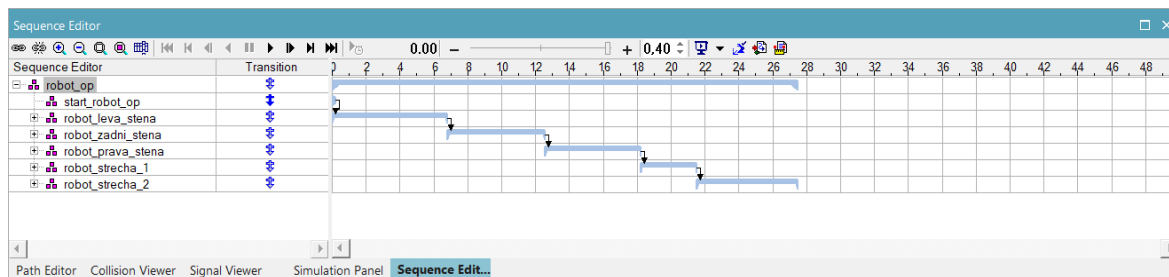 Sequence Editor
0.00 0,40
Sequence Editor Transition 0 2 4 6 8 10 12 14 16 18 20 22 24 26 28 30 32 34 36 38 40 42 44 46 48
robot_op
start_robot_op
robot_leva_stena
robot_zadni_stena
robot_prava_stena
robot_strecha_1
robot_strecha_2
Path Editor Collision Viewer Signal Viewer Simulation Panel Sequence Edit...